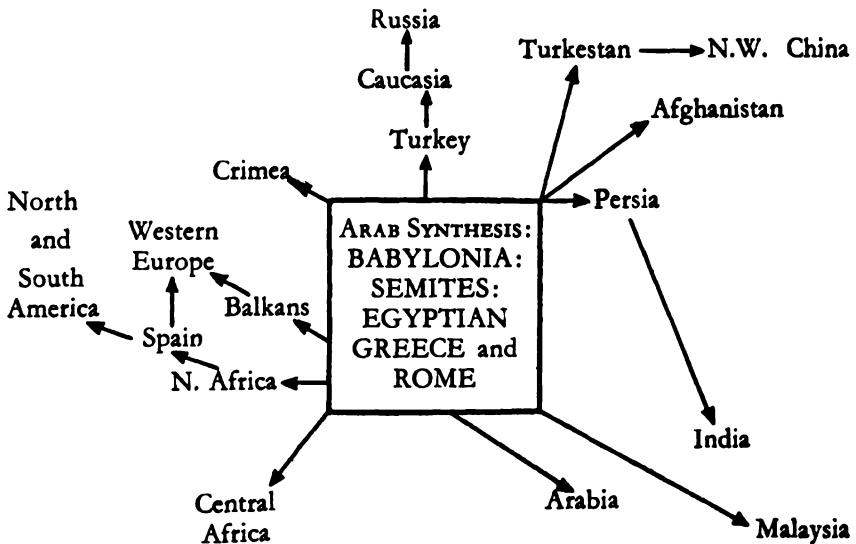 Russia
Turkestan
N.W. China
Caucasia
Afghanistan
Turkey
Crimea
Persia
North
and
South
America
Western
Europe
ARAB SYNTHESIS:
BABYLONIA:
SEMITES:
EGYPTIAN
GREECE and
ROME
Balkans
Spain
N. Africa
India
Central
Africa
Arabia
Malaysia